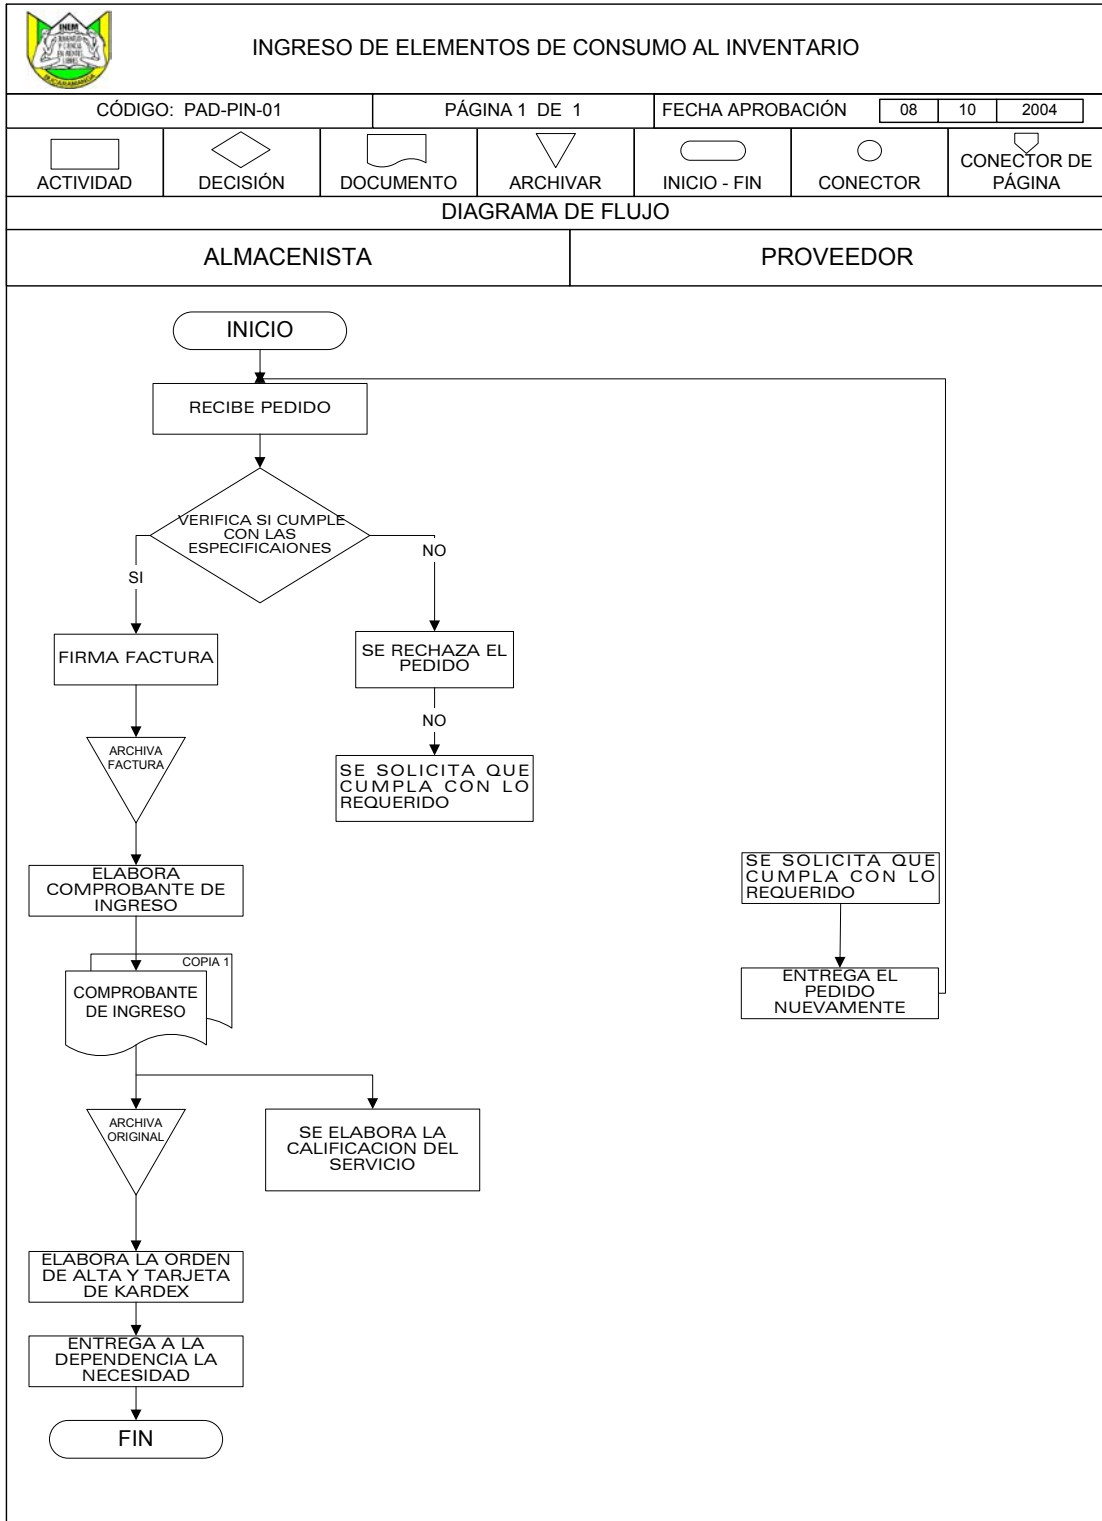 INEM
BUCARAMANGA
INGRESO DE ELEMENTOS DE CONSUMO AL INVENTARIO
CÓDIGO: PAD-PIN-01
PÁGINA 1 DE 1
FECHA APROBACIÓN 08 10 2004
ACTIVIDAD
DECISIÓN
DOCUMENTO
ARCHIVAR
INICIO - FIN
CONECTOR
CONECTOR DE
PÁGINA
DIAGRAMA DE FLUJO
ALMACENISTA
PROVEEDOR
INICIO
RECIBE PEDIDO
VERIFICA SI CUMPLE
CON LAS
ESPECIFICAIONES
SI
NO
FIRMA FACTURA
SE RECHAZA EL
PEDIDO
NO
ARCHIVA
FACTURA
SE SOLICITA QUE
CUMPLA CON LO
REQUERIDO
ELABORA
COMPROBANTE DE
INGRESO
SE SOLICITA QUE
CUMPLA CON LO
REQUERIDO
COPIA 1
COMPROBANTE
DE INGRESO
ENTREGA EL
PEDIDO
NUEVAMENTE
ARCHIVA
ORIGINAL
SE ELABORA LA
CALIFICACION DEL
SERVICIO
ELABORA LA ORDEN
DE ALTA Y TARJETA
DE KARDEX
ENTREGA A LA
DEPENDENCIA LA
NECESIDAD
FIN